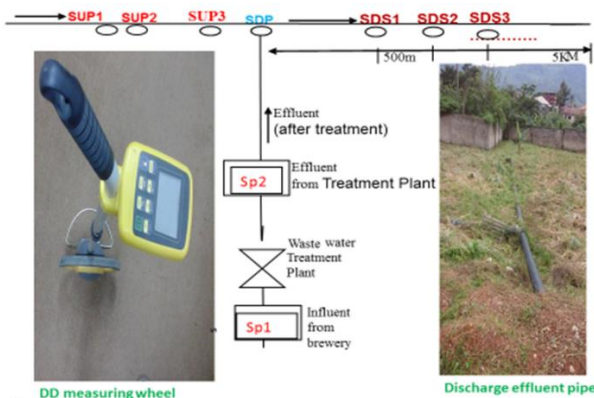 SUP1 SUP2 SUP3 SDP SDS1 SDS2 SDS3
500m 5KM
Effluent
(after treatment)
Effluent
from Treatment Plant
Sp2
Waste water
Treatment
Plant
Influent
from
brewery
Sp1
DD measuring wheel
Discharge effluent pipe